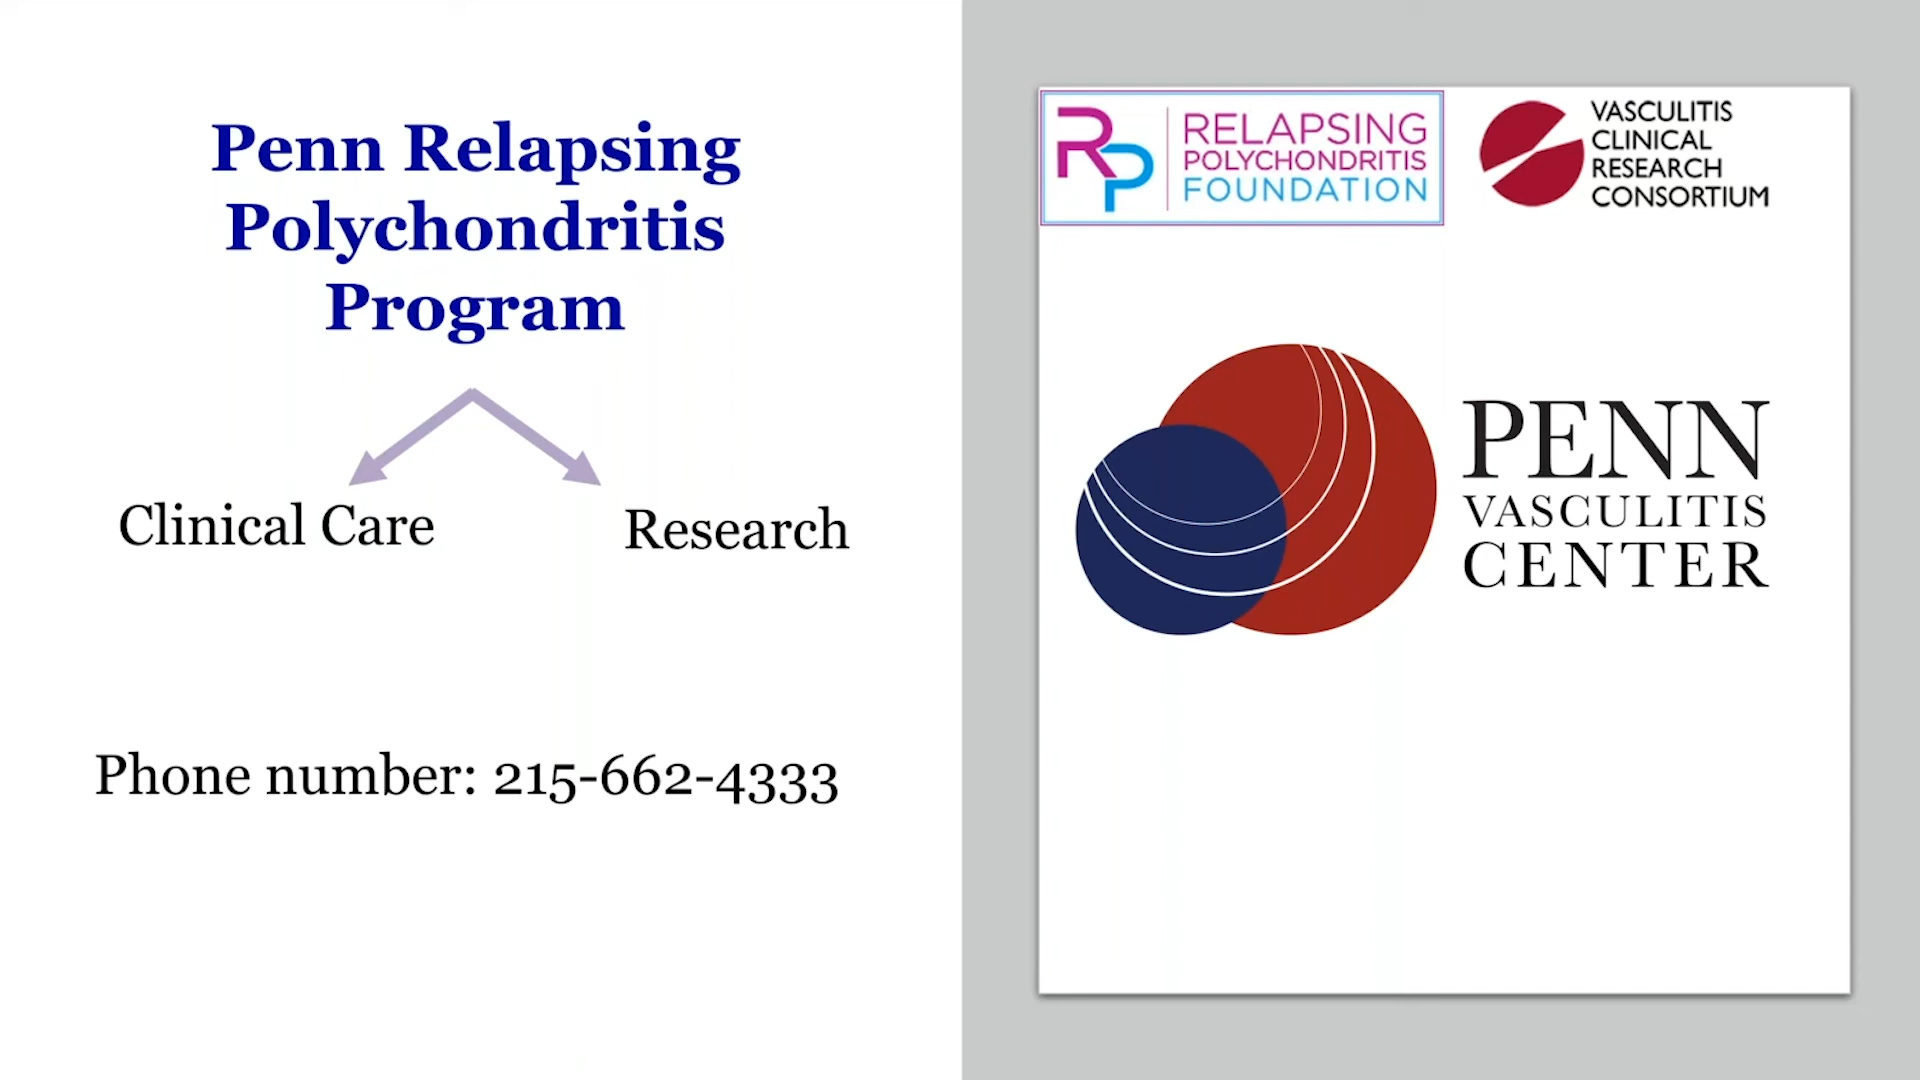 Penn Relapsing
Polychondritis
Program
Clinical Care
Research
Phone number: 215-662-4333
RP
RELAPSING
POLYCHONDRITIS
FOUNDATION
VASCULITIS
CLINICAL
RESEARCH
CONSORTIUM
PENN
VASCULITIS
CENTER